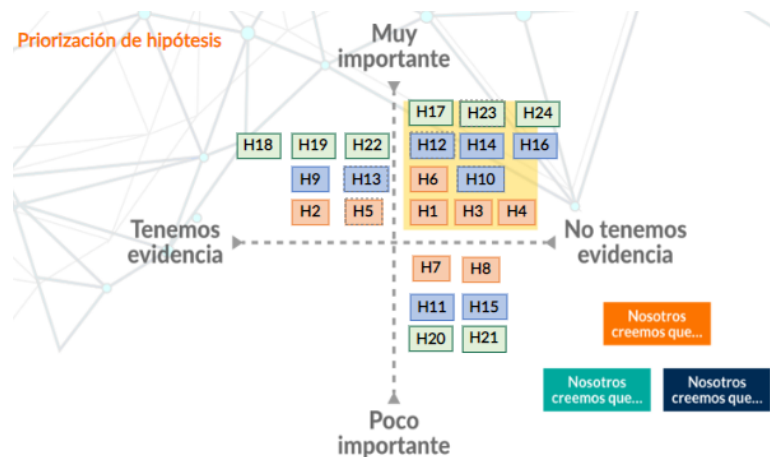 Priorización de hipótesis
Muy
importante
H17 H23 H24
H18 H19 H22 H12 H14 H16
H9 H13 H6 H10
H2 H5 H1 H3 H4
Tenemos
evidencia
No tenemos
evidencia
H7 H8
H11 H15
H20 H21
Nosotros
creemos que...
Nosotros
creemos que...
Nosotros
creemos que...
Poco
importante